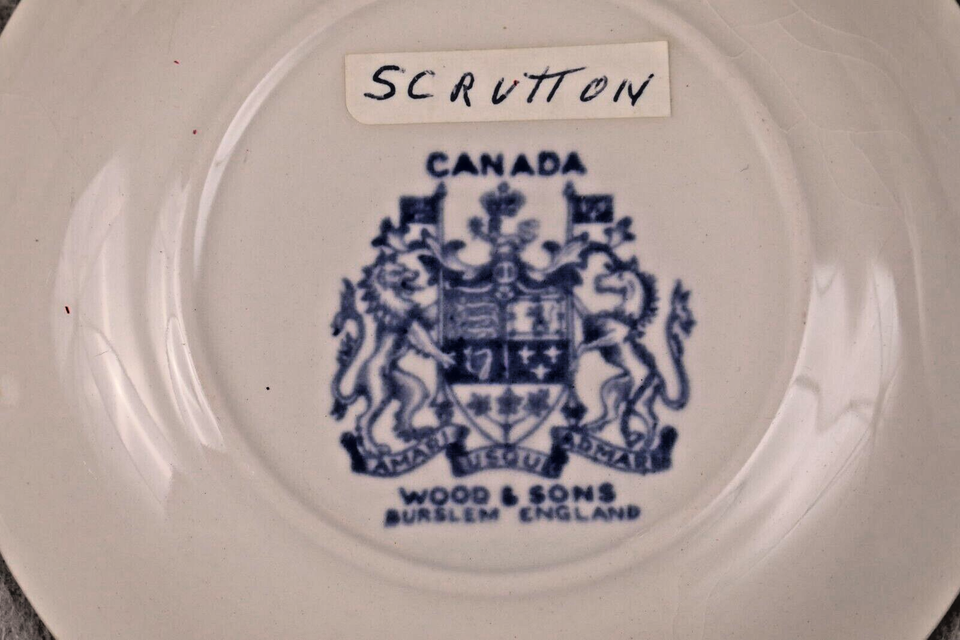 SCRUTTON
CANADA
A MARI USQUE AD MARE
WOOD & SONS
BURSLEM ENGLAND